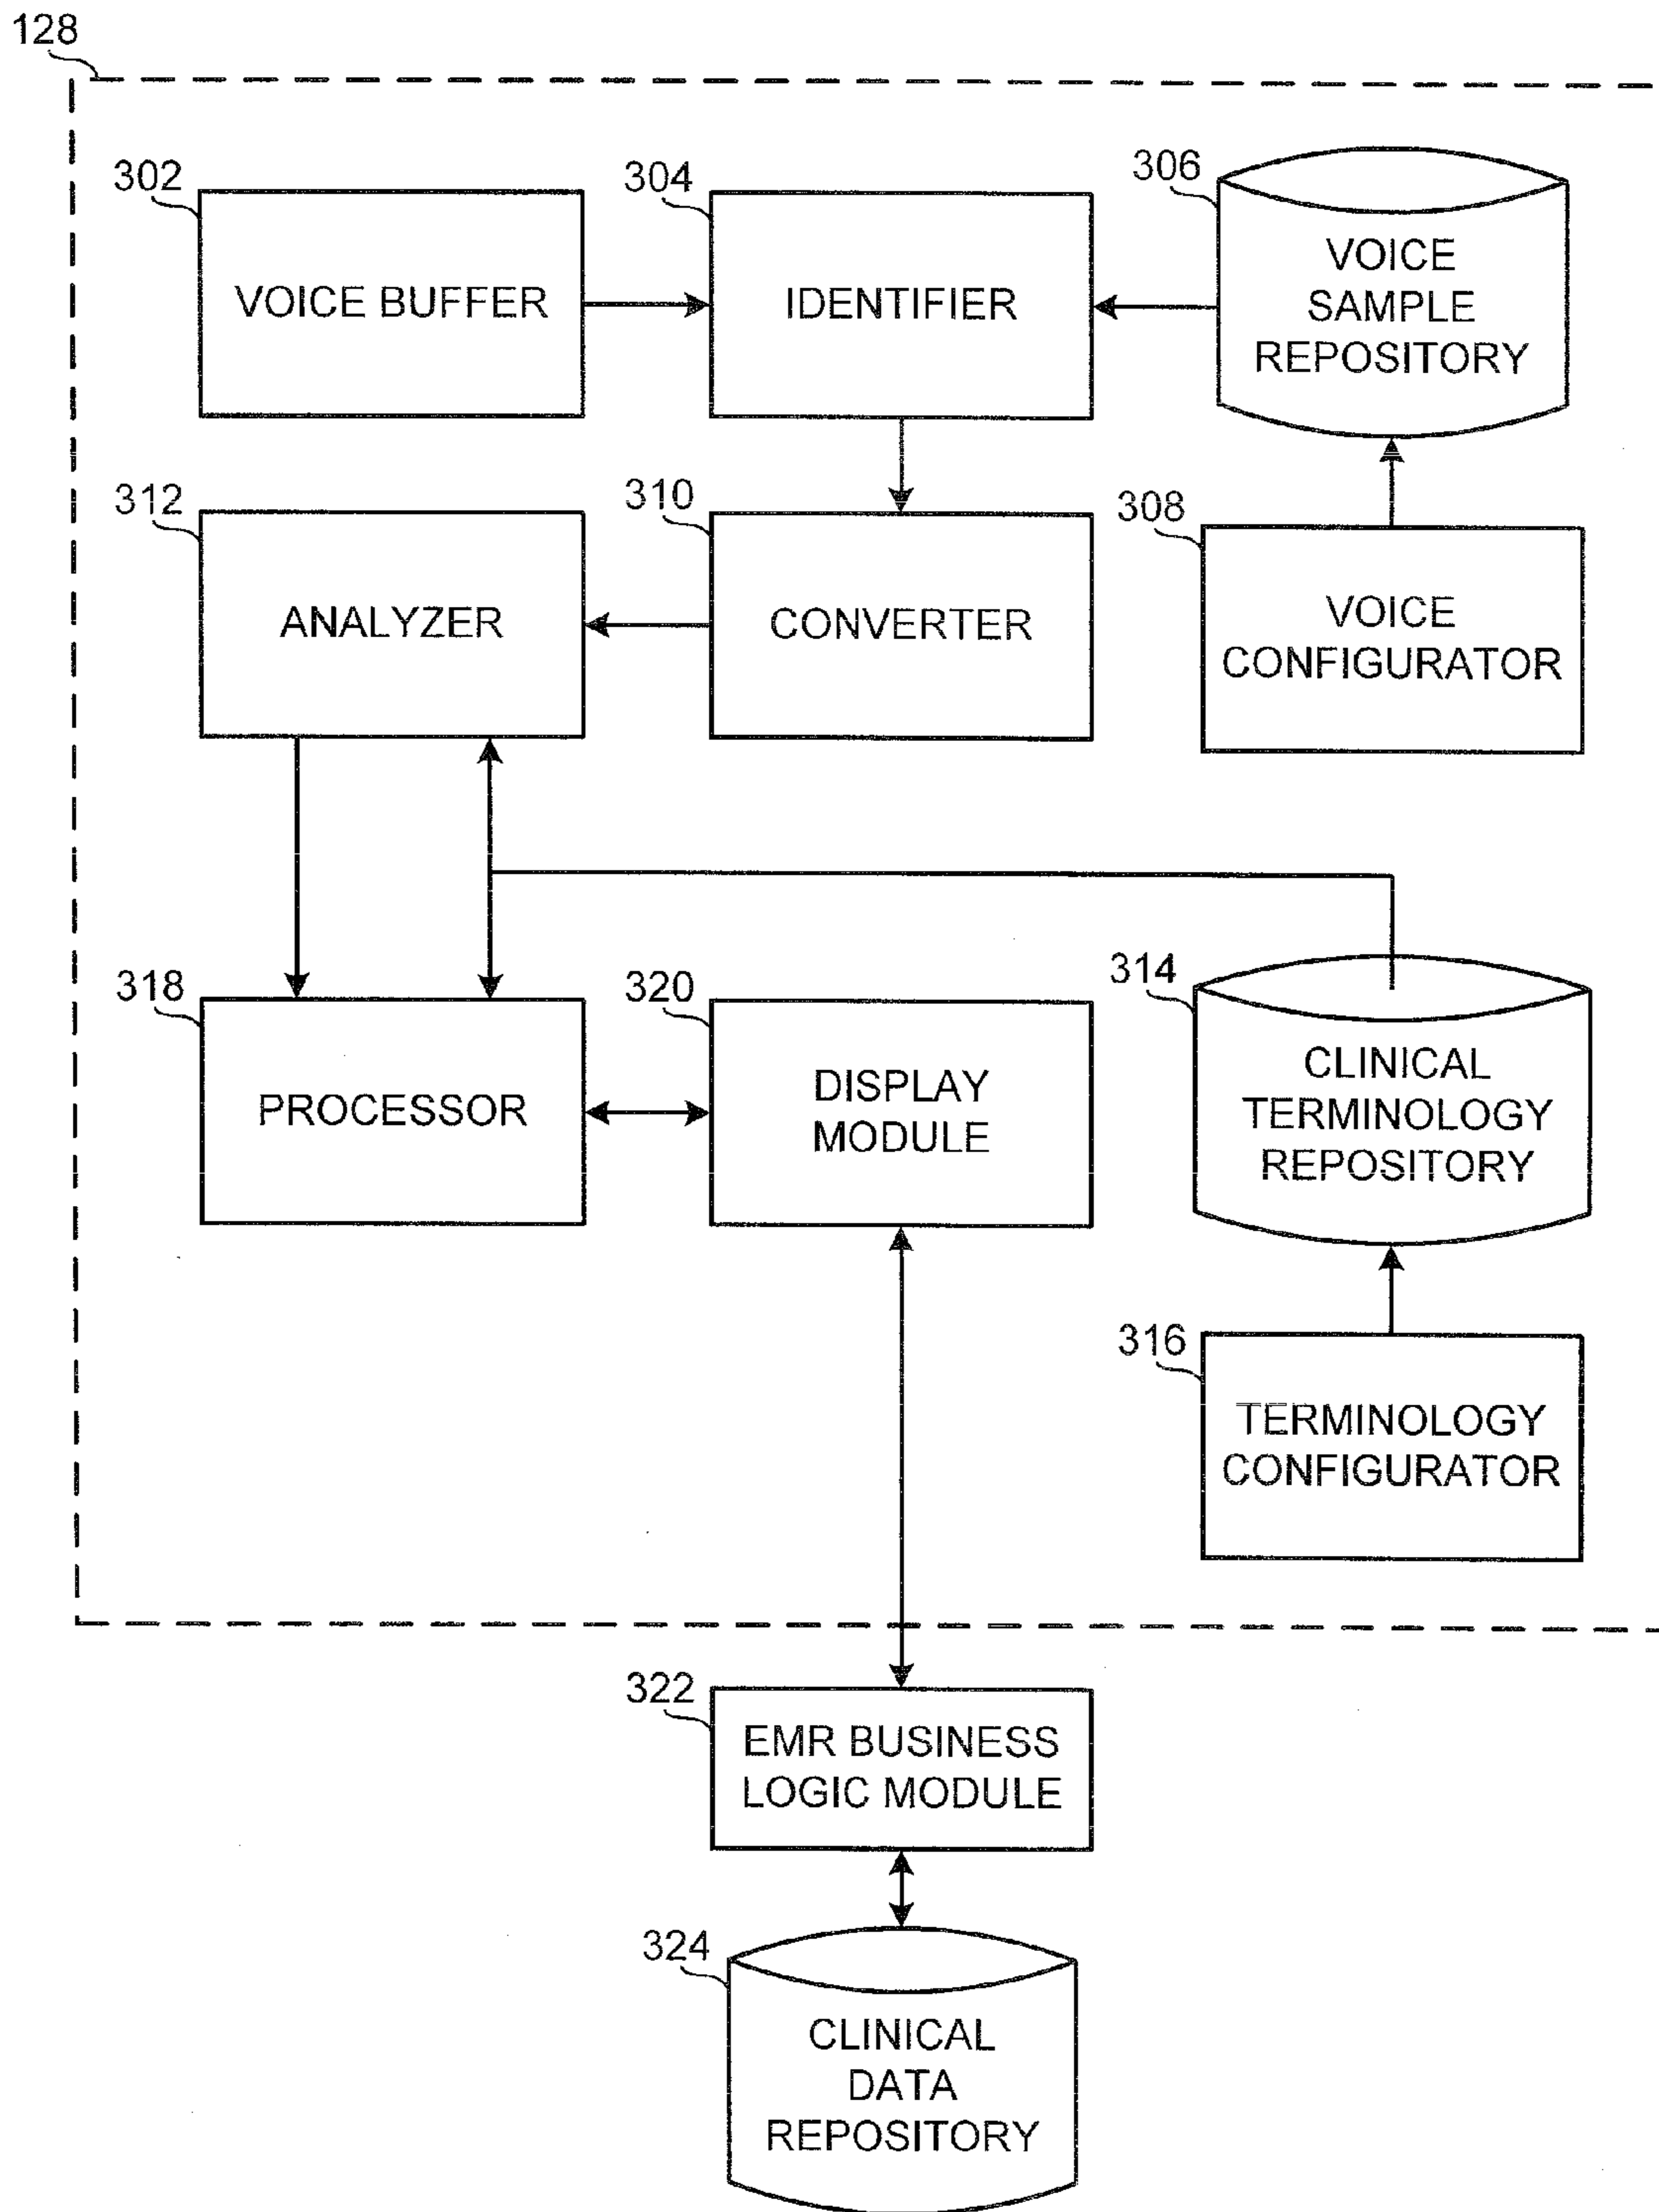 128
302
VOICE BUFFER
304
IDENTIFIER
306
VOICE
SAMPLE
REPOSITORY
312
ANALYZER
310
CONVERTER
308
VOICE
CONFIGURATOR
318
PROCESSOR
320
DISPLAY
MODULE
314
CLINICAL
TERMINOLOGY
REPOSITORY
316
TERMINOLOGY
CONFIGURATOR
322
EMR BUSINESS
LOGIC MODULE
324
CLINICAL
DATA
REPOSITORY